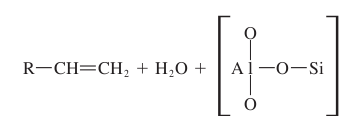 O
R—CH=CH₂ + H₂O + [ Al—O—Si
O